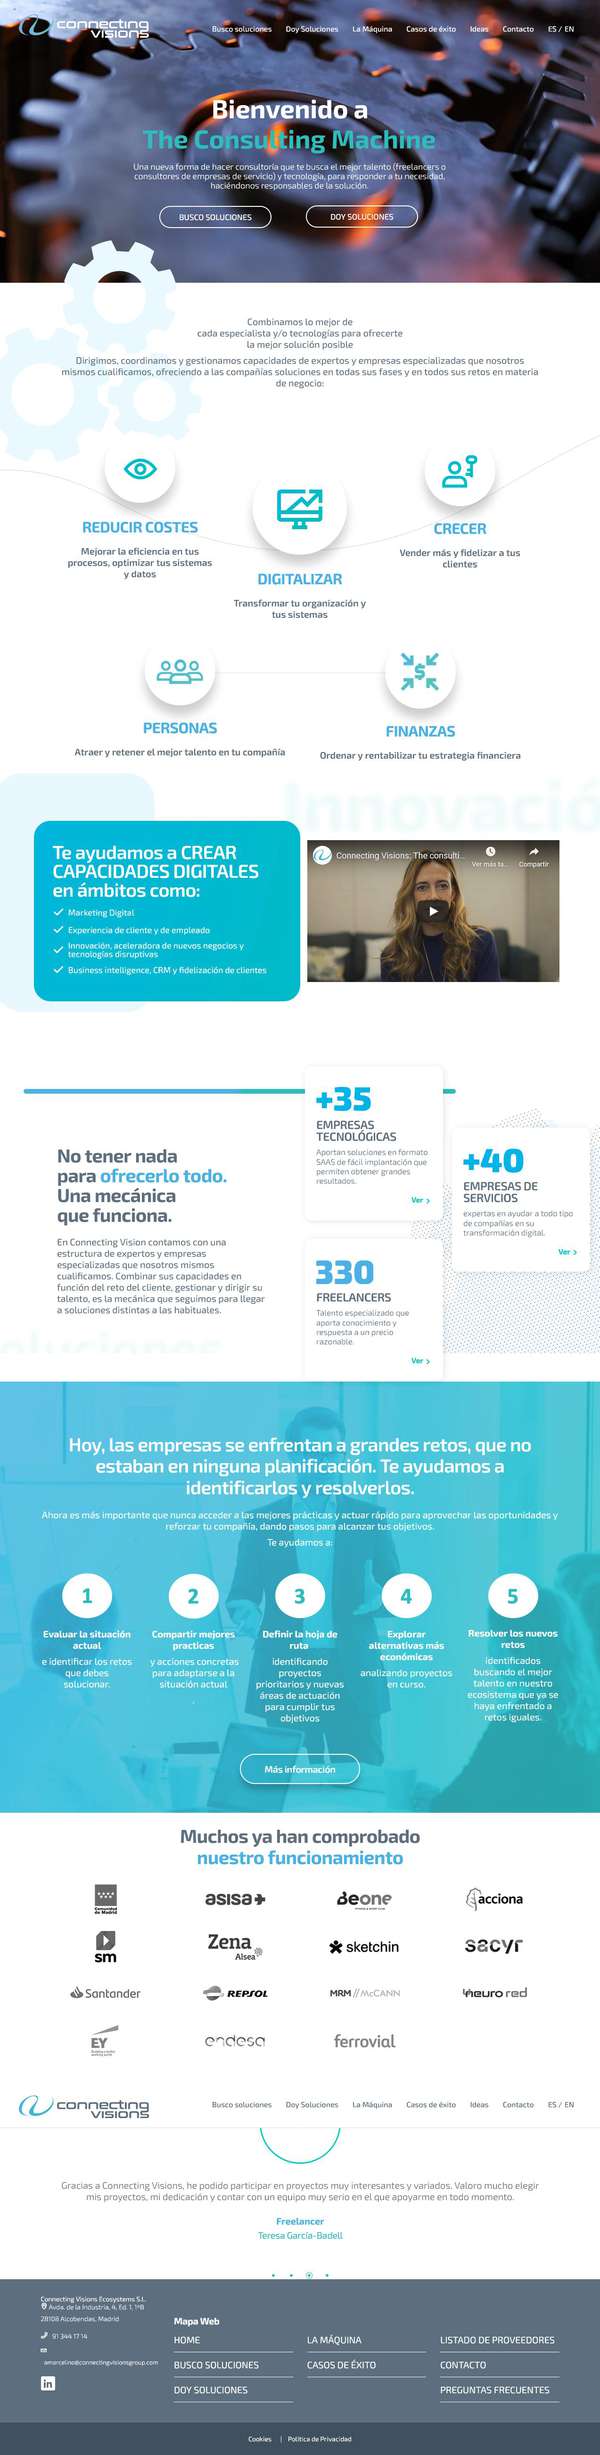 connecting
visions
Busco soluciones
Doy Soluciones
La Máquina
Casos de éxito
Ideas
Contacto
ES / EN
Bienvenido a
The Consulting Machine
Una nueva forma de hacer consultoría que te busca el mejor talento (freelancers o
consultores de empresas de servicio) y tecnología, para responder a tu necesidad,
haciéndonos responsables de la solución.
BUSCO SOLUCIONES
DOY SOLUCIONES
Combinamos lo mejor de
cada especialista y/o tecnologías para ofrecerte
la mejor solución posible
Dirigimos, coordinamos y gestionamos capacidades de expertos y empresas especializadas que nosotros
mismos cualificamos, ofreciendo a las compañías soluciones en todas sus fases y en todos sus retos en materia
de negocio:
REDUCIR COSTES
Mejorar la eficiencia en tus
procesos, optimizar tus sistemas
y datos
DIGITALIZAR
Transformar tu organización y
tus sistemas
CRECER
Vender más y fidelizar a tus
clientes
PERSONAS
Atraer y retener el mejor talento en tu compañía
FINANZAS
Ordenar y rentabilizar tu estrategia financiera
Innovació
Te ayudamos a CREAR
CAPACIDADES DIGITALES
en ámbitos como:
Marketing Digital
Experiencia de cliente y de empleado
Innovación, aceleradora de nuevos negocios y
tecnologías disruptivas
Business intelligence, CRM y fidelización de clientes
Connecting Visions: The consulti...
Ver más ta...
Compartir
No tener nada
para ofrecerlo todo.
Una mecánica
que funciona.
En Connecting Vision contamos con una
estructura de expertos y empresas
especializadas que nosotros mismos
cualificamos. Combinar sus capacidades en
función del reto del cliente, gestionar y dirigir su
talento, es la mecánica que seguimos para llegar
a soluciones distintas a las habituales.
oluciones
+35
EMPRESAS
TECNOLÓGICAS
Aportan soluciones en formato
SAAS de fácil implantación que
permiten obtener grandes
resultados.
Ver >
+40
EMPRESAS DE
SERVICIOS
expertas en ayudar a todo tipo
de compañías en su
transformación digital.
Ver >
330
FREELANCERS
Talento especializado que
aporta conocimiento y
respuesta a un precio
razonable.
Ver >
Hoy, las empresas se enfrentan a grandes retos, que no
estaban en ninguna planificación. Te ayudamos a
identificarlos y resolverlos.
Ahora es más importante que nunca acceder a las mejores prácticas y actuar rápido para aprovechar las oportunidades y
reforzar tu compañía, dando pasos para alcanzar tus objetivos.
Te ayudamos a:
1
Evaluar la situación
actual
e identificar los retos
que debes
solucionar.
2
Compartir mejores
practicas
y acciones concretas
para adaptarse a la
situación actual
.
3
Definir la hoja de
ruta
identificando
proyectos
prioritarios y nuevas
áreas de actuación
para cumplir tus
objetivos
4
Explorar
alternativas más
económicas
analizando proyectos
en curso.
5
Resolver los nuevos
retos
identificados
buscando el mejor
talento en nuestro
ecosistema que ya se
haya enfrentado a
retos iguales.
Más información
Muchos ya han comprobado
nuestro funcionamiento
Comunidad
de Madrid
asisa+
Beone
acciona
sm
Zena
Alsea
sketchin
sacyr
Santander
REPSOL
MRM // McCANN
neuro red
EY
endesa
ferrovial
connecting
visions
Busco soluciones
Doy Soluciones
La Máquina
Casos de éxito
Ideas
Contacto
ES / EN
Gracias a Connecting Visions, he podido participar en proyectos muy interesantes y variados. Valoro mucho elegir
mis proyectos, mi dedicación y contar con un equipo muy serio en el que apoyarme en todo momento.
Freelancer
Teresa García-Badell
Connecting Visions Ecosystems S.L.
Avda. de la Industria, 4, Ed. 1, 1ºB
28108 Alcobendas, Madrid
91 344 17 14
amarcelino@connectingvisionsgroup.com
in
Mapa Web
HOME
LA MÁQUINA
LISTADO DE PROVEEDORES
BUSCO SOLUCIONES
CASOS DE ÉXITO
CONTACTO
DOY SOLUCIONES
PREGUNTAS FRECUENTES
Cookies | Política de Privacidad